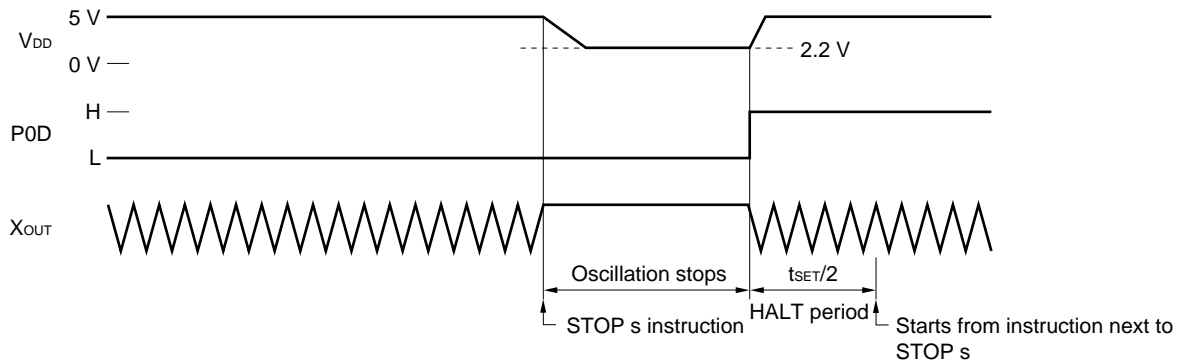 5 V
VDD
2.2 V
0 V
H
P0D
L
XOUT
Oscillation stops
tSET/2
HALT period
STOP s instruction
Starts from instruction next to
STOP s